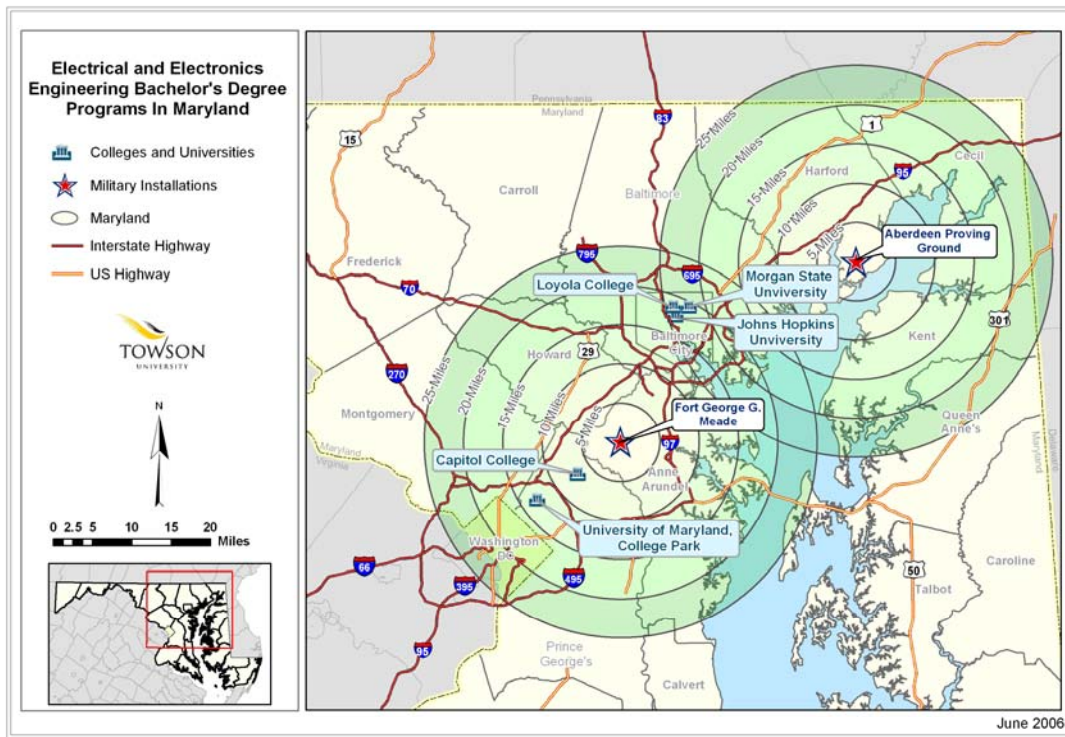 Electrical and Electronics
Engineering Bachelor's Degree
Programs In Maryland
Colleges and Universities
Military Installations
Maryland
Interstate Highway
US Highway
TOWSON
UNIVERSITY
N
0 2.5 5 10 15 20
Miles
Pennsylvania
Maryland
15
83
1
Cecil
Harford
95
Carroll
Baltimore
25-Miles
20-Miles
15-Miles
10-Miles
5-Miles
Aberdeen Proving
Ground
795
695
Frederick
70
Loyola College
Morgan State
University
Johns Hopkins
University
Baltimore
City
301
Kent
Howard
29
270
25-Miles
20-Miles
15-Miles
10-Miles
5-Miles
Montgomery
Fort George G.
Meade
Queen
Anne's
Maryland
Delaware
Maryland
Virginia
97
Capitol College
Anne
Arundel
University of Maryland,
College Park
Washington
DC
66
395
495
50
Caroline
Talbot
95
Prince
George's
Calvert
June 2006